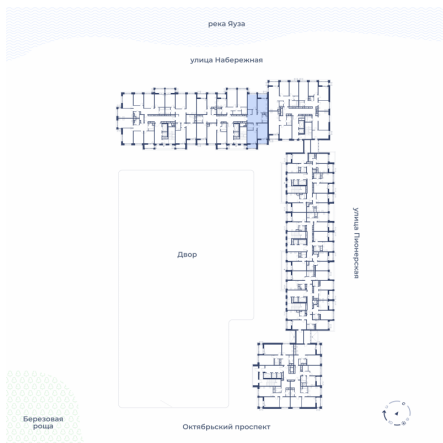 река Яуза
улица Набережная
улица Пионерская
Двор
Березовая
роща
Октябрьский проспект